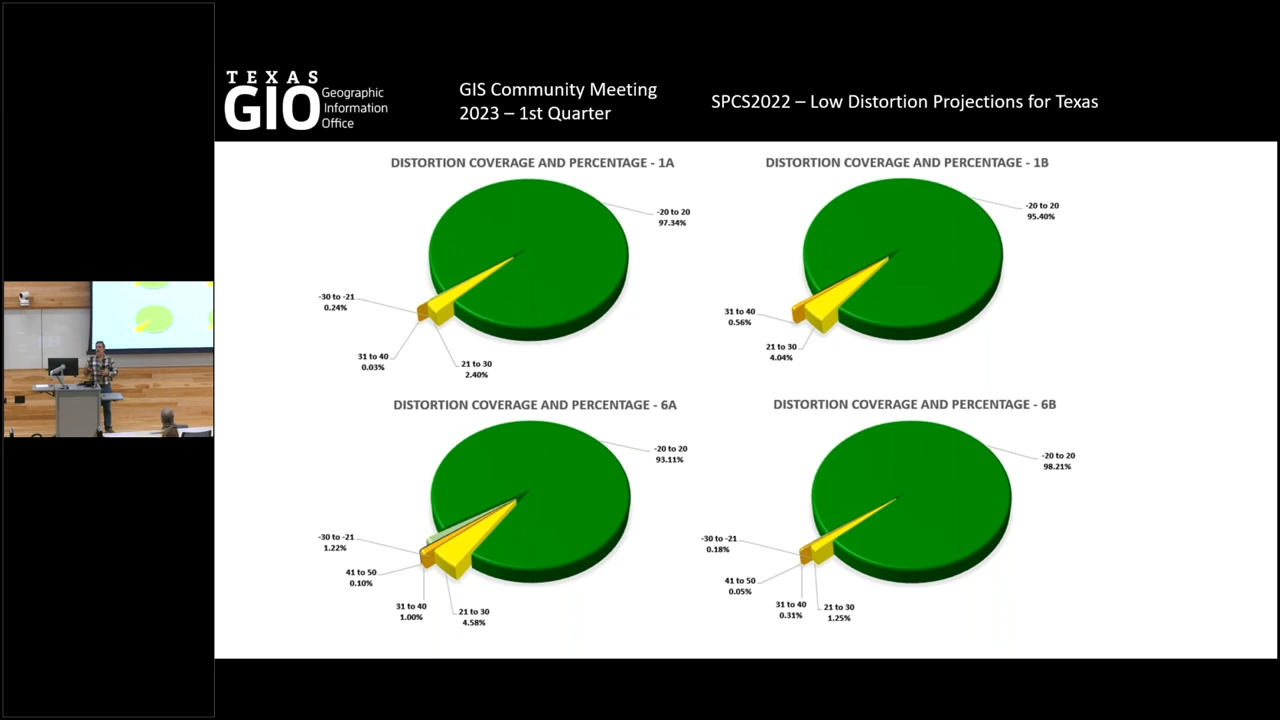 TEXAS
GIO
Geographic
Information
Office
GIS Community Meeting
2023 – 1st Quarter
SPCS2022 – Low Distortion Projections for Texas
DISTORTION COVERAGE AND PERCENTAGE - 1A
-20 to 20
97.34%
-30 to -21
0.24%
31 to 40
0.03%
21 to 30
2.40%
DISTORTION COVERAGE AND PERCENTAGE - 1B
-20 to 20
95.40%
31 to 40
0.56%
21 to 30
4.04%
DISTORTION COVERAGE AND PERCENTAGE - 6A
-20 to 20
93.11%
-30 to -21
1.22%
41 to 50
0.10%
31 to 40
1.00%
21 to 30
4.58%
DISTORTION COVERAGE AND PERCENTAGE - 6B
-20 to 20
98.21%
-30 to -21
0.18%
41 to 50
0.05%
31 to 40
0.31%
21 to 30
1.25%